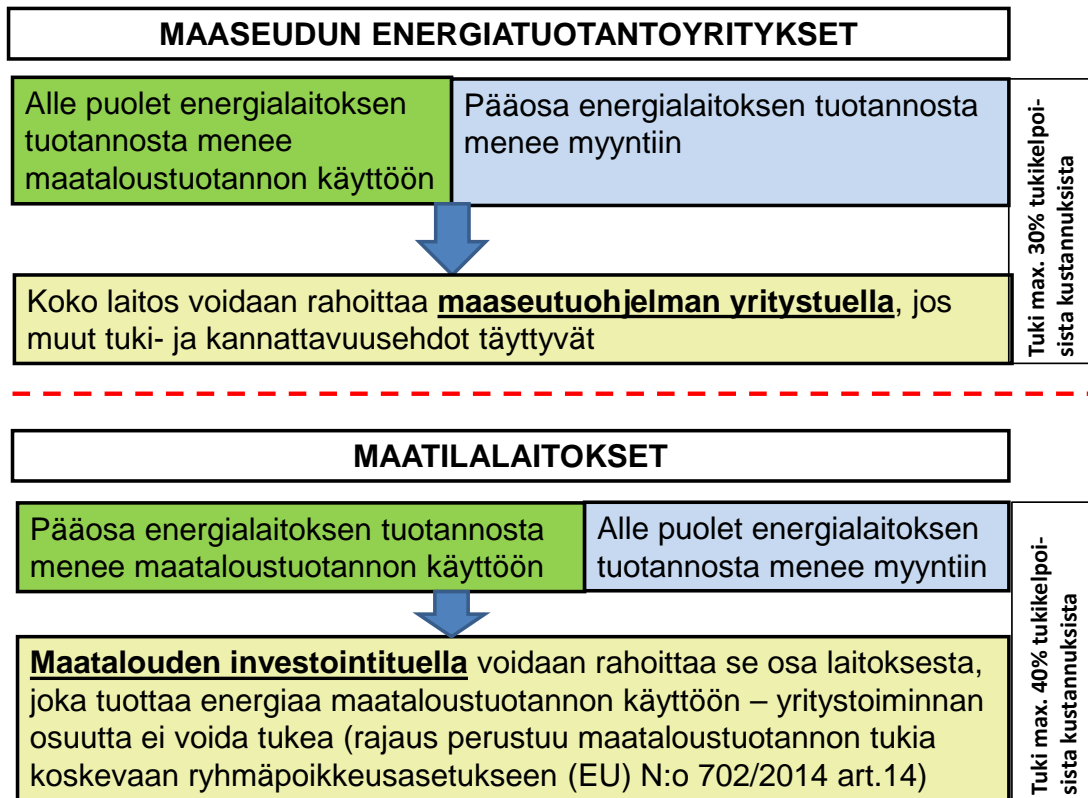 MAASEUDUN ENERGIATUOTANTOYRITYKSET
Alle puolet energialaitoksen
tuotannosta menee
maataloustuotannon käyttöön
Pääosa energialaitoksen tuotannosta
menee myyntiin
Koko laitos voidaan rahoittaa maaseutuohjelman yritystuella, jos
muut tuki- ja kannattavuusehdot täyttyvät
Tuki max. 30% tukikelpoi-
sista kustannuksista
MAATILALAITOKSET
Pääosa energialaitoksen tuotannosta
menee maataloustuotannon käyttöön
Alle puolet energialaitoksen
tuotannosta menee myyntiin
Maatalouden investointituella voidaan rahoittaa se osa laitoksesta,
joka tuottaa energiaa maataloustuotannon käyttöön – yritystoiminnan
osuutta ei voida tukea (rajaus perustuu maataloustuotannon tukia
koskevaan ryhmäpoikkeusasetukseen (EU) N:o 702/2014 art.14)
Tuki max. 40% tukikelpoi-
sista kustannuksista